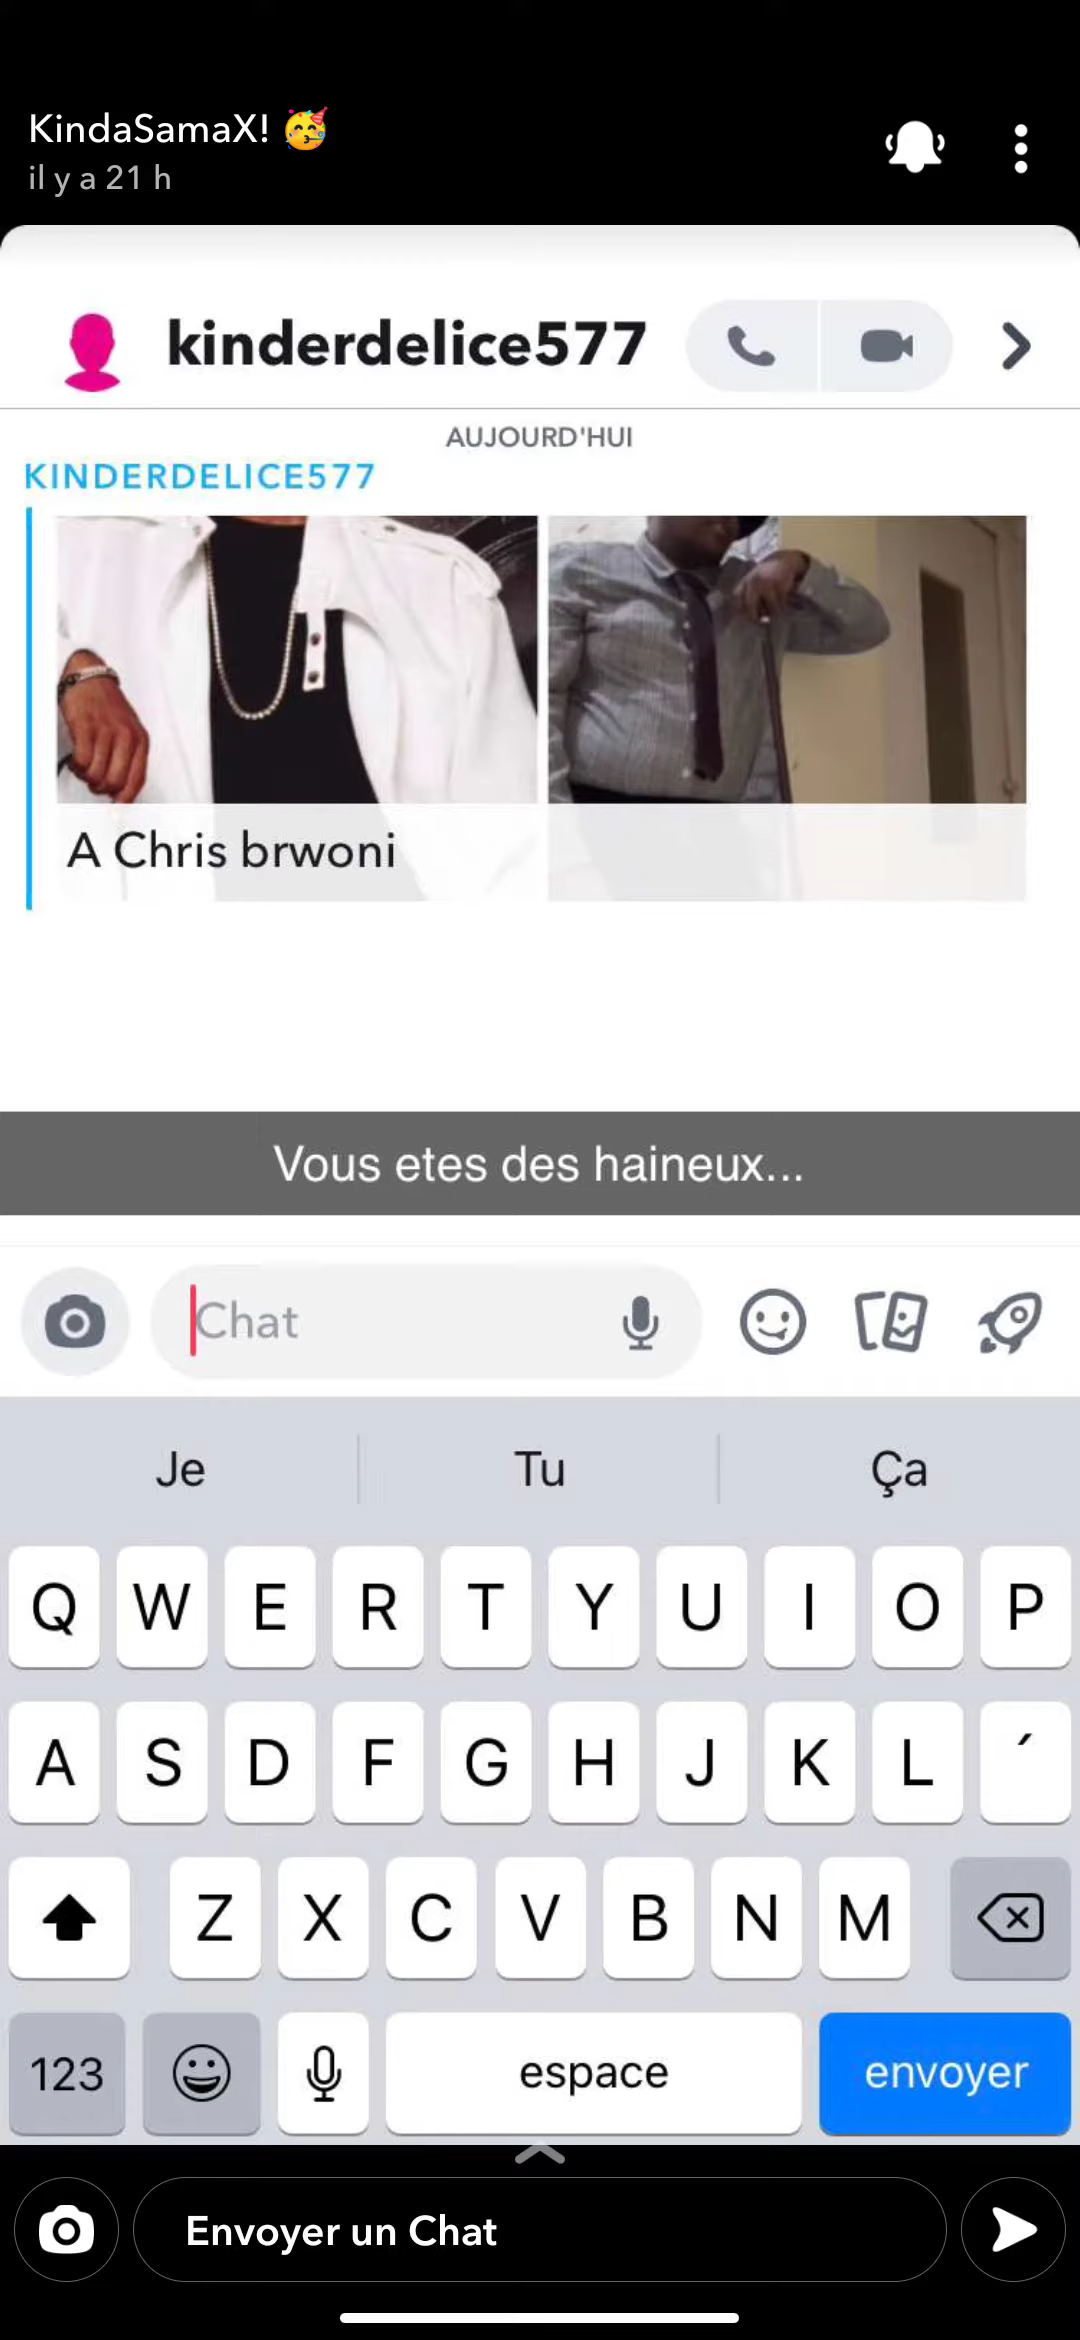 KindaSamaX! 🥳
il y a 21 h
kinderdelice577
AUJOURD'HUI
KINDERDELICE577
A Chris brwoni
Vous etes des haineux...
Chat
Je Tu Ça
Q W E R T Y U I O P
A S D F G H J K L ´
Z X C V B N M
123 espace envoyer
Envoyer un Chat